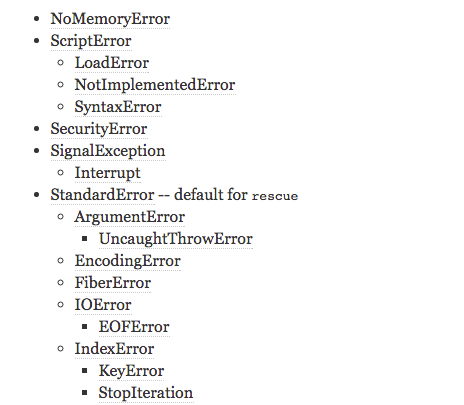 NoMemoryError
ScriptError
LoadError
NotImplementedError
SyntaxError
SecurityError
SignalException
Interrupt
StandardError -- default for rescue
ArgumentError
UncaughtThrowError
EncodingError
FiberError
IOError
EOFError
IndexError
KeyError
StopIteration